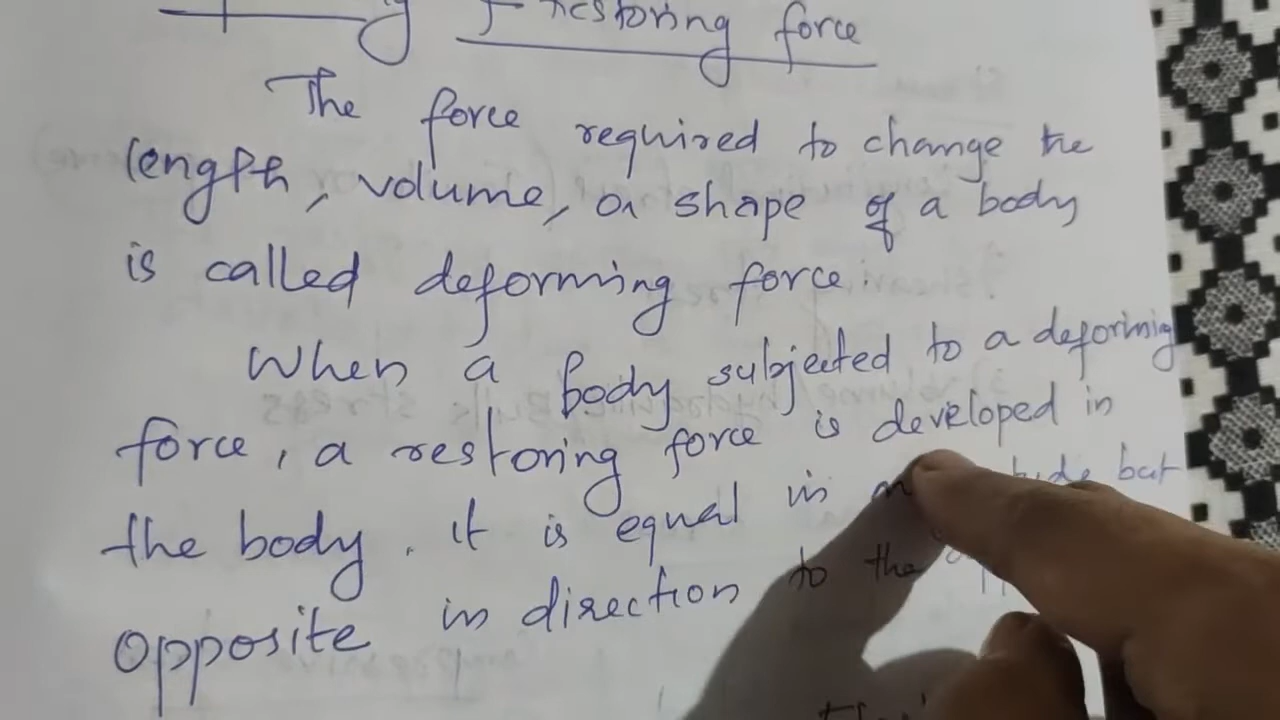 restoring force
The force required to change the
length, volume, or shape of a body
is called deforming force.
When a body subjected to a deforming
force, a restoring force is developed in
the body. it is equal in but
opposite in direction to the